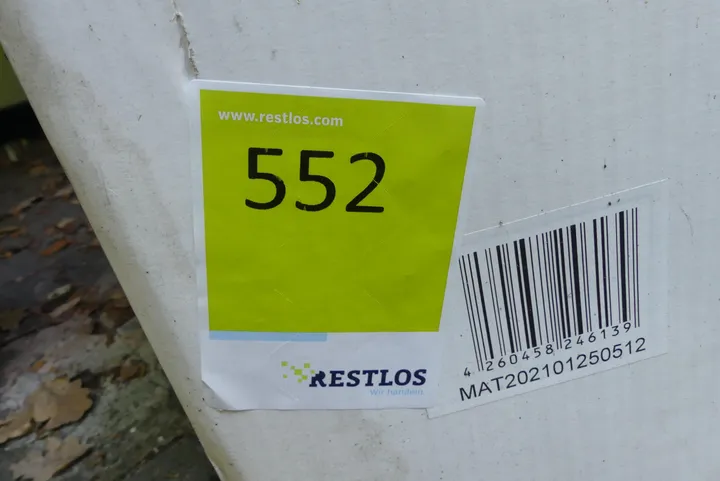 www.restlos.com
552
RESTLOS
Wir handeln.
4 260458 246139
MAT202101250512